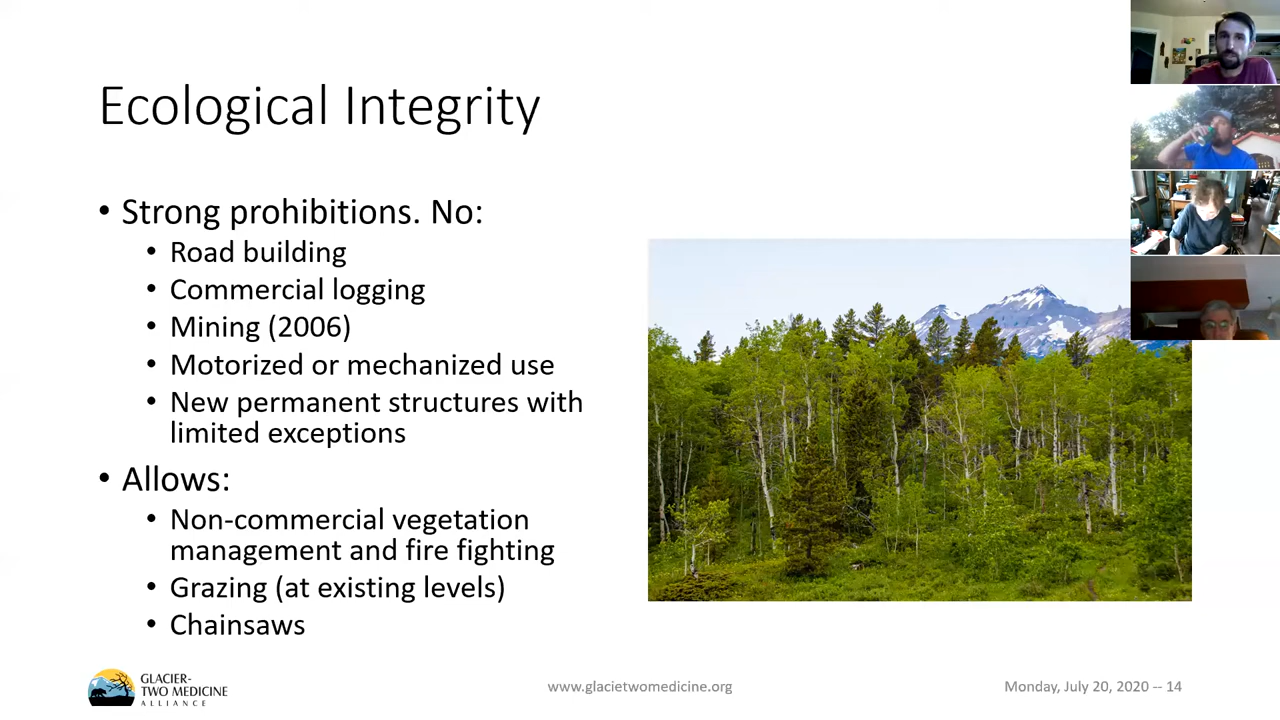 Ecological Integrity
• Strong prohibitions. No:
• Road building
• Commercial logging
• Mining (2006)
• Motorized or mechanized use
• New permanent structures with
limited exceptions
• Allows:
• Non-commercial vegetation
management and fire fighting
• Grazing (at existing levels)
• Chainsaws
GLACIER-
TWO MEDICINE
ALLIANCE
www.glacietwomedicine.org
Monday, July 20, 2020 -- 14